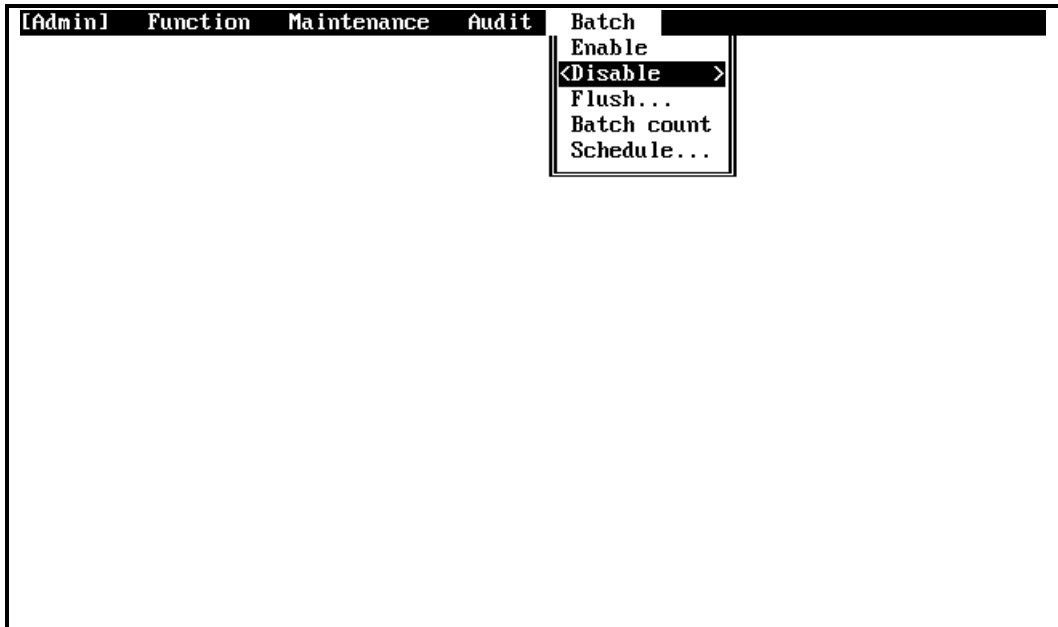 [Admin] Function Maintenance Audit Batch
Enable
<Disable >
Flush...
Batch count
Schedule...